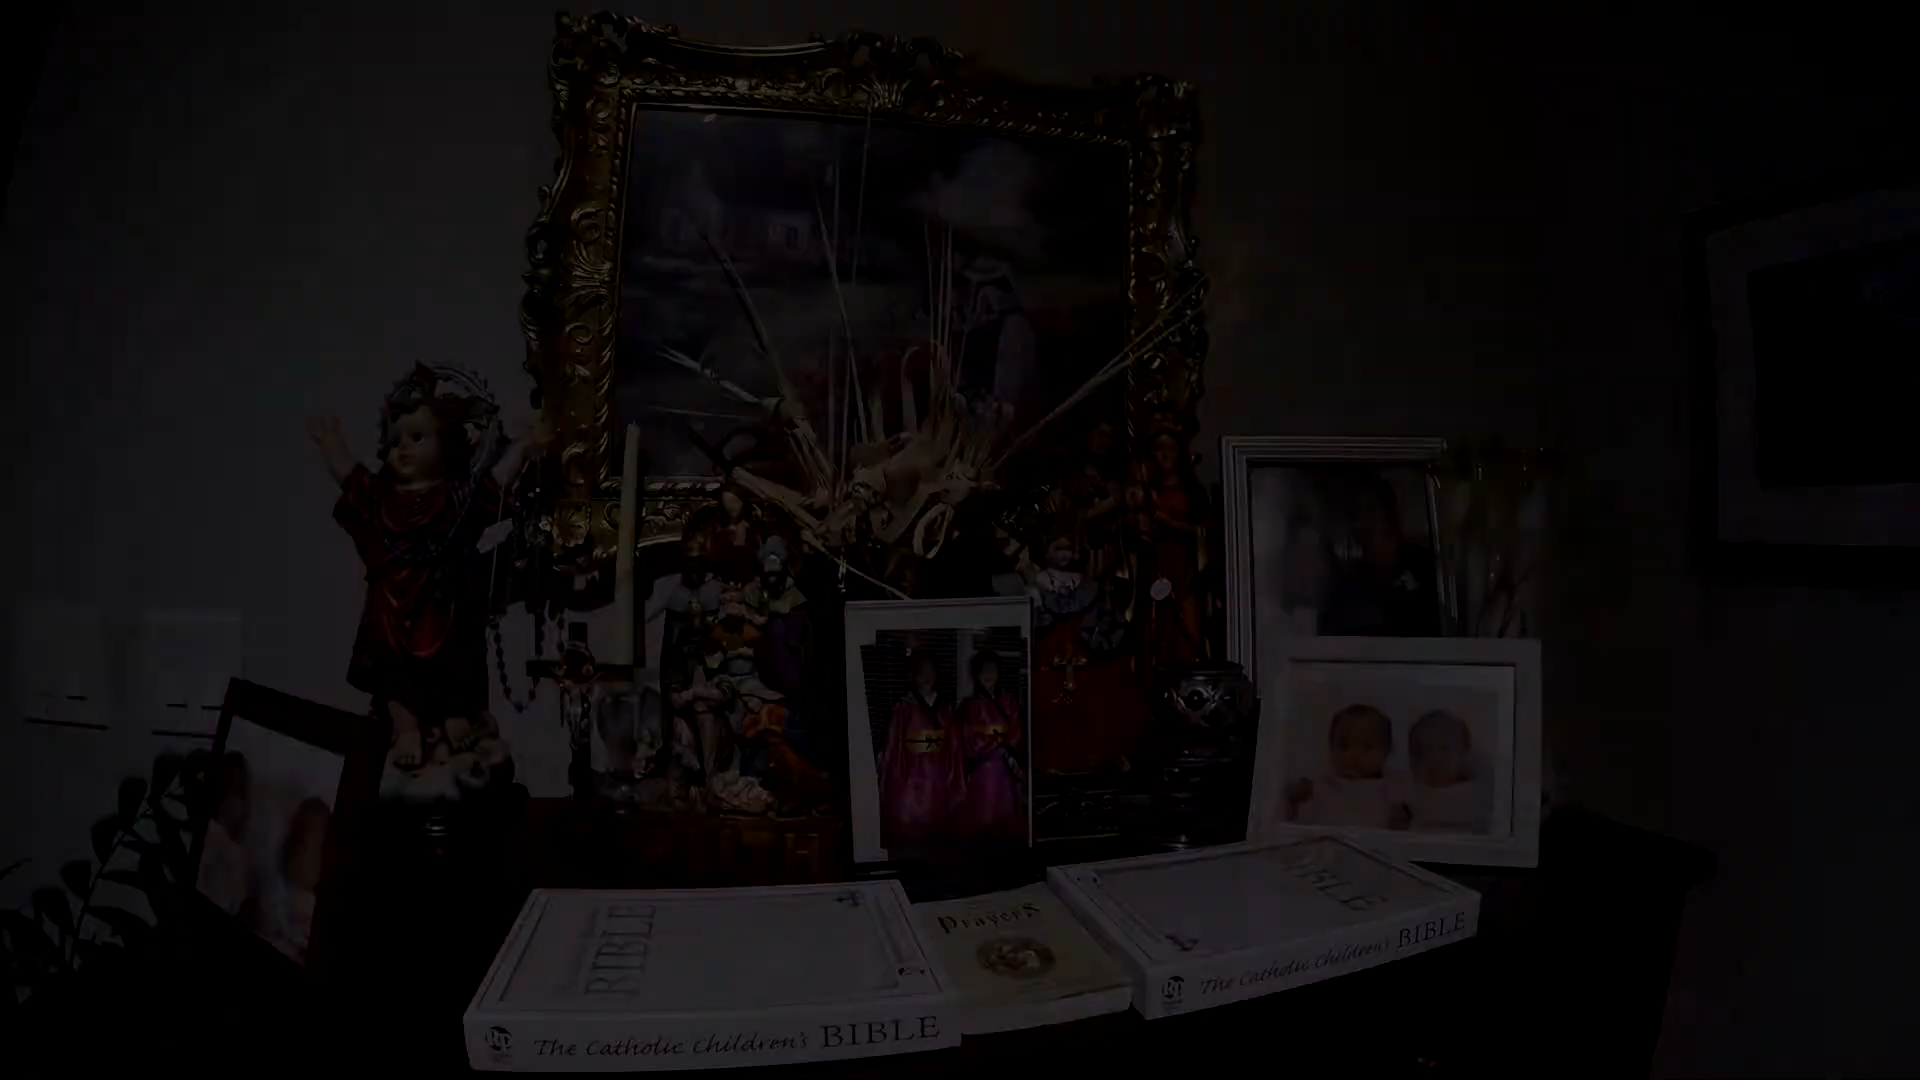 BIBLE
The Catholic Children's BIBLE
Prayers
BIBLE
The Catholic Children's BIBLE